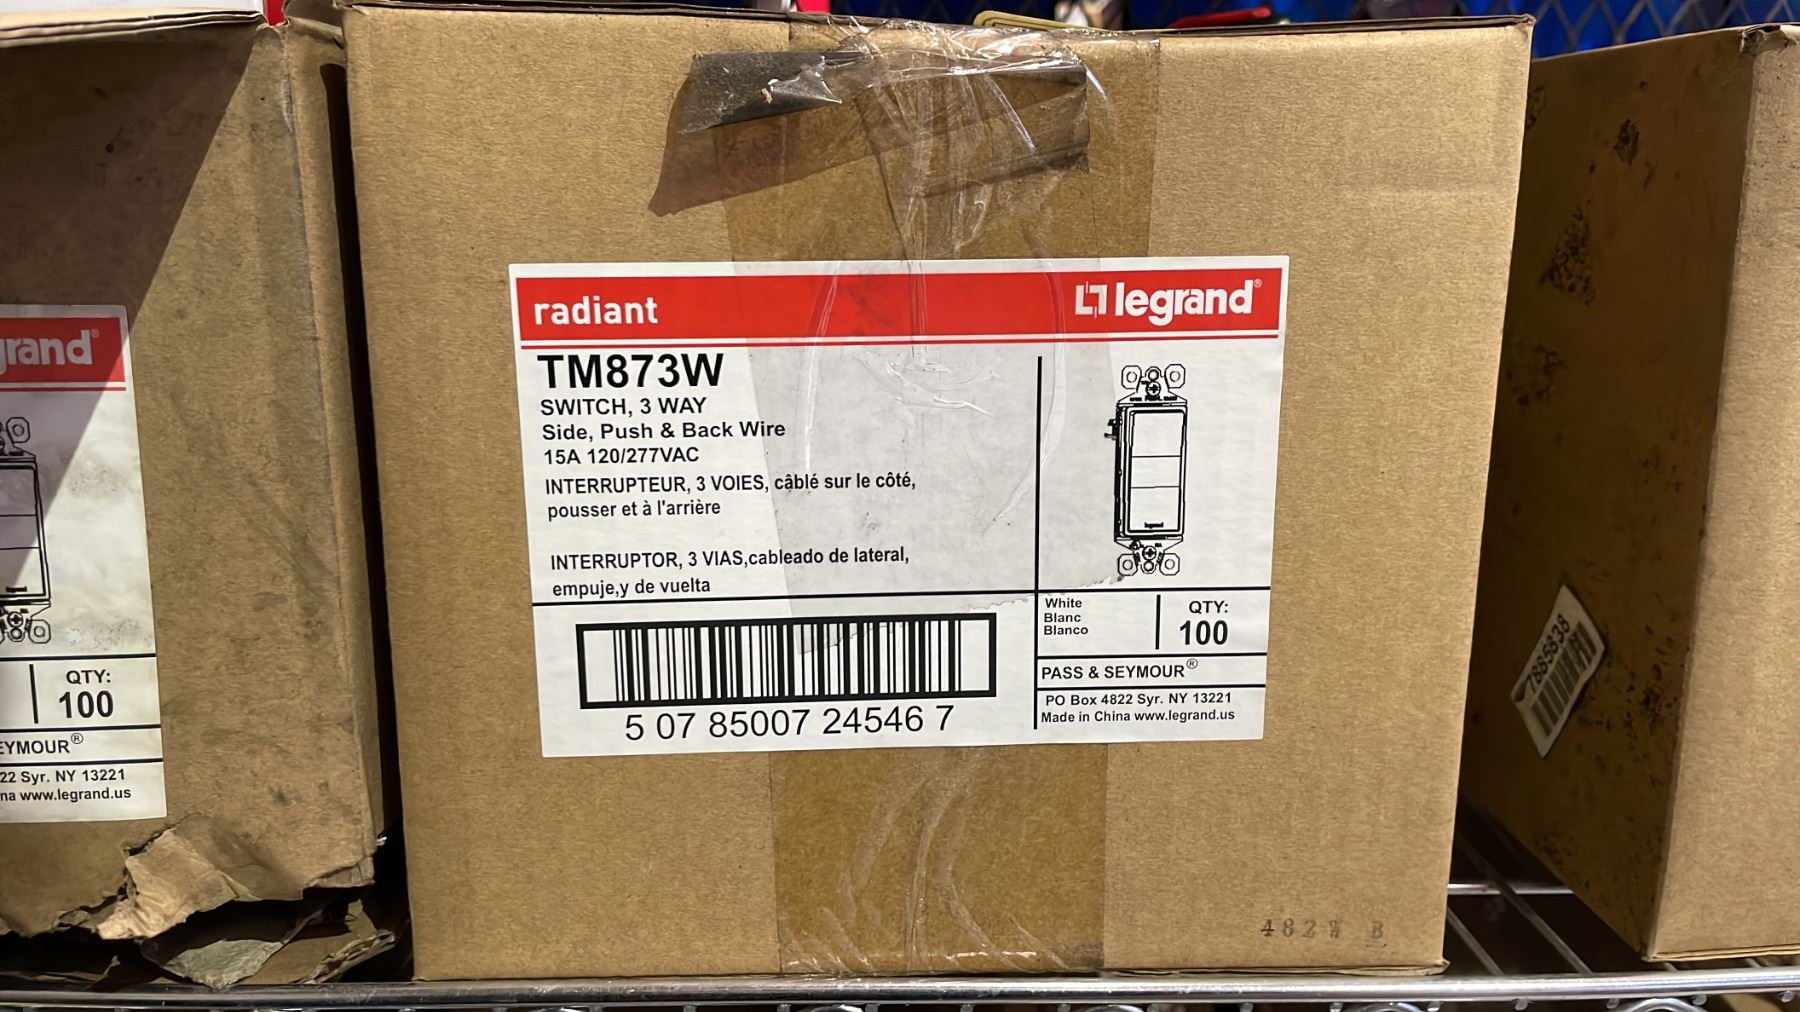 radiant
legrand®
TM873W
SWITCH, 3 WAY
Side, Push & Back Wire
15A 120/277VAC
INTERRUPTEUR, 3 VOIES, câblé sur le côté,
pousser et à l'arrière
INTERRUPTOR, 3 VIAS,cableado de lateral,
empuje,y de vuelta
legrand
5 07 85007 24546 7
White
Blanc
Blanco
QTY:
100
PASS & SEYMOUR®
PO Box 4822 Syr. NY 13221
Made in China www.legrand.us
482W B
grand®
QTY:
100
EYMOUR®
22 Syr. NY 13221
na www.legrand.us
7885838